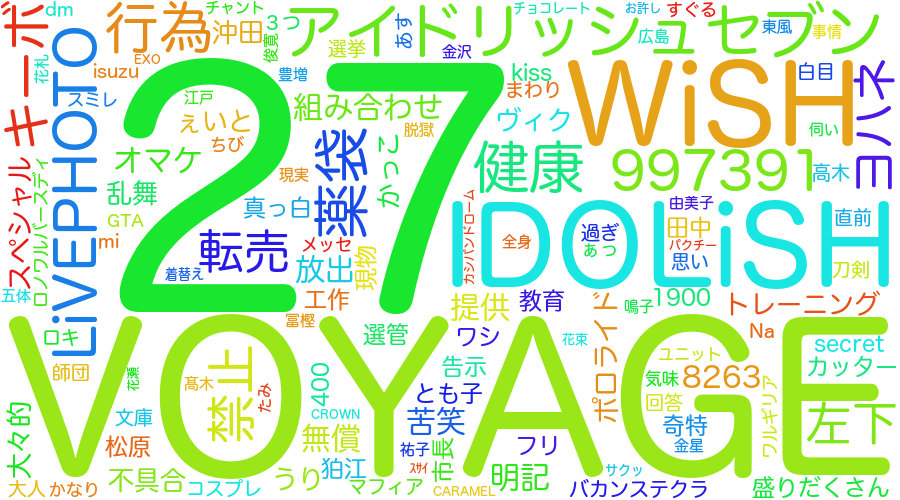 キーボ
dm
行為
チャント
沖田
3つ
俊寛
アイドリッシュセブン
選挙
あす
金沢
チョコレート
お許し
すぐる
広島
東風
事情
花札
isuzu
EXO
豊増
スミレ
江戸
ちび
LiVEPHOTO
27
組み合わせ
えいと
脱獄
kiss
まわり
ヴィク
WiSH
白目
伺い
ヨハネ
オマケ
乱舞
GTA
mi
真っ白
現実
薬袋
かっこ
健康
997391
高木
スペシャル
ロノワルバースディ
五体
転売
着替え
メッセ
放出
現物
カシバンドローム
IDOLiSH
全身
過ぎ
あつ
由美子
田中
パクチー
思い
直前
刀剣
工作
冨樫
提供
教育
ポロライド
鳴子
1900
トレーニング
Na
VOYAGE
ロキ
師団
花瀬
髙木
禁止
たみ
400
選管
ワシ
告示
とも子
花束
ユニット
気味
8263
回答
secret
カッター
ワルギリア
左下
大々的
文庫
松原
CROWN
無償
苦笑
祐子
市長
フリ
奇特
金星
大人
かなり
不具合
コスプレ
うり
狛江
マフィア
ｽｻｲ
CARAMEL
明記
サクッ
バカンステクラ
盛りだくさん